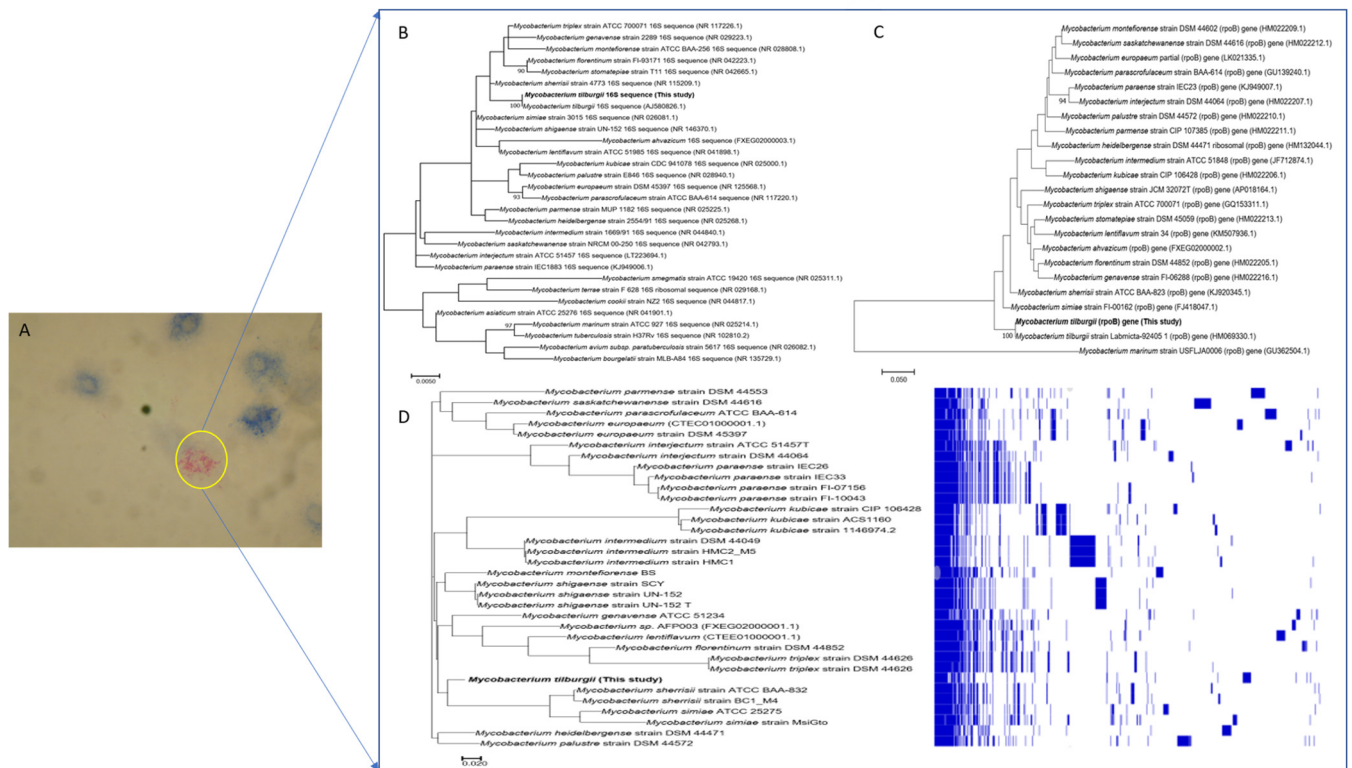 A
B
Mycobacterium triplex strain ATCC 700071 16S sequence (NR 117226.1)
Mycobacterium genavense strain 2289 16S sequence (NR 029223.1)
Mycobacterium montefiorense strain ATCC BAA-256 16S sequence (NR 028808.1)
Mycobacterium florentinum strain FI-93171 16S sequence (NR 042223.1)
90
Mycobacterium stomatepiae strain T11 16S sequence (NR 042665.1)
Mycobacterium sherrisii strain 4773 16S sequence (NR 115209.1)
Mycobacterium tilburgii 16S sequence (This study)
100
Mycobacterium tilburgii 16S sequence (AJ580826.1)
Mycobacterium simiae strain 3015 16S sequence (NR 026081.1)
Mycobacterium shigaense strain UN-152 16S sequence (NR 146370.1)
Mycobacterium ahvazicum 16S sequence (FXEG02000003.1)
Mycobacterium lentiflavum strain ATCC 51985 16S sequence (NR 041898.1)
Mycobacterium kubicae strain CDC 941078 16S sequence (NR 025000.1)
Mycobacterium palustre strain E846 16S sequence (NR 028940.1)
Mycobacterium europaeum strain DSM 45397 16S sequence (NR 125568.1)
93
Mycobacterium parascrofulaceum strain ATCC BAA-614 sequence (NR 117220.1)
Mycobacterium parmense strain MUP 1182 16S sequence (NR 025225.1)
Mycobacterium heidelbergense strain 2554/91 16S sequence (NR 025268.1)
Mycobacterium intermedium strain 1669/91 16S sequence (NR 044840.1)
Mycobacterium saskatchewanense strain NRCM 00-250 16S sequence (NR 042793.1)
Mycobacterium interjectum strain ATCC 51457 16S sequence (LT223694.1)
Mycobacterium paraense strain IEC1883 16S sequence (KJ949006.1)
Mycobacterium smegmatis strain ATCC 19420 16S sequence (NR 025311.1)
Mycobacterium terrae strain F 628 16S ribosomal sequence (NR 029168.1)
Mycobacterium cookii strain NZ2 16S sequence (NR 044817.1)
Mycobacterium asiaticum strain ATCC 25276 16S sequence (NR 041901.1)
97
Mycobacterium marinum strain ATCC 927 16S sequence (NR 025214.1)
Mycobacterium tuberculosis strain H37Rv 16S sequence (NR 102810.2)
Mycobacterium avium subsp. paratuberculosis strain 5617 16S sequence (NR 026082.1)
Mycobacterium bourgelatii strain MLB-A84 16S sequence (NR 135729.1)
0.0050
C
Mycobacterium montefiorense strain DSM 44602 (rpoB) gene (HM022209.1)
Mycobacterium saskatchewanense strain DSM 44616 (rpoB) gene (HM022212.1)
Mycobacterium europaeum partial (rpoB) gene (LK021335.1)
Mycobacterium parascrofulaceum strain BAA-614 (rpoB) gene (GU139240.1)
Mycobacterium paraense strain IEC23 (rpoB) gene (KJ949007.1)
94
Mycobacterium interjectum strain DSM 44064 (rpoB) gene (HM022207.1)
Mycobacterium palustre strain DSM 44572 (rpoB) gene (HM022210.1)
Mycobacterium parmense strain CIP 107385 (rpoB) gene (HM022211.1)
Mycobacterium heidelbergense strain DSM 44471 ribosomal (rpoB) gene (HM132044.1)
Mycobacterium intermedium strain ATCC 51848 (rpoB) gene (JF712874.1)
Mycobacterium kubicae strain CIP 106428 (rpoB) gene (HM022206.1)
Mycobacterium shigaense strain JCM 32072T (rpoB) gene (AP018164.1)
Mycobacterium triplex strain ATCC 700071 (rpoB) gene (GQ153311.1)
Mycobacterium stomatepiae strain DSM 45059 (rpoB) gene (HM022213.1)
Mycobacterium lentiflavum strain 34 (rpoB) gene (KM507936.1)
Mycobacterium ahvazicum (rpoB) gene (FXEG02000002.1)
Mycobacterium florentinum strain DSM 44852 (rpoB) gene (HM022205.1)
Mycobacterium genavense strain FI-06288 (rpoB) gene (HM022216.1)
Mycobacterium sherrisii strain ATCC BAA-823 (rpoB) gene (KJ920345.1)
Mycobacterium simiae strain FI-00162 (rpoB) gene (FJ418047.1)
Mycobacterium tilburgii (rpoB) gene (This study)
100
Mycobacterium tilburgii strain Labmicta-92405 1 (rpoB) gene (HM069330.1)
Mycobacterium marinum strain USFLJA0006 (rpoB) gene (GU362504.1)
0.050
D
Mycobacterium parmense strain DSM 44553
Mycobacterium saskatchewanense strain DSM 44616
Mycobacterium parascrofulaceum ATCC BAA-614
Mycobacterium europaeum (CTEC01000001.1)
Mycobacterium europaeum strain DSM 45397
Mycobacterium interjectum strain ATCC 51457T
Mycobacterium interjectum strain DSM 44064
Mycobacterium paraense strain IEC26
Mycobacterium paraense strain IEC33
Mycobacterium paraense strain FI-07156
Mycobacterium paraense strain FI-10043
Mycobacterium kubicae strain CIP 106428
Mycobacterium kubicae strain ACS1160
Mycobacterium kubicae strain 1146974.2
Mycobacterium intermedium strain DSM 44049
Mycobacterium intermedium strain HMC2_M5
Mycobacterium intermedium strain HMC1
Mycobacterium montefiorense BS
Mycobacterium shigaense strain SCY
Mycobacterium shigaense strain UN-152
Mycobacterium shigaense strain UN-152 T
Mycobacterium genavense ATCC 51234
Mycobacterium sp. AFP003 (FXEG02000001.1)
Mycobacterium lentiflavum (CTEE01000001.1)
Mycobacterium florentinum strain DSM 44852
Mycobacterium triplex strain DSM 44626
Mycobacterium triplex strain DSM 44626
Mycobacterium tilburgii (This study)
Mycobacterium sherrisii strain ATCC BAA-832
Mycobacterium sherrisii strain BC1_M4
Mycobacterium simiae ATCC 25275
Mycobacterium simiae strain MsiGto
Mycobacterium heidelbergense strain DSM 44471
Mycobacterium palustre strain DSM 44572
0.020